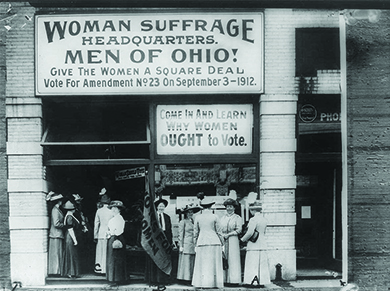 WOMAN SUFFRAGE
HEADQUARTERS.
MEN OF OHIO!
GIVE THE WOMEN A SQUARE DEAL
Vote For Amendment No 23 On September 3-1912.
COME IN AND LEARN
WHY WOMEN
OUGHT to Vote.
A